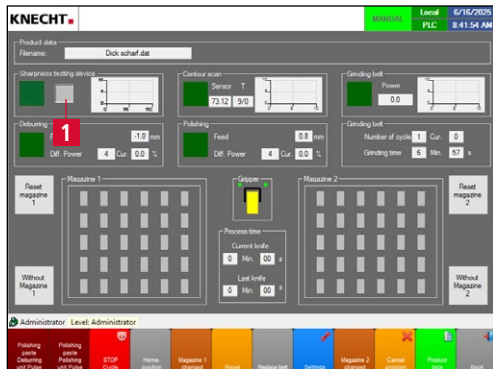 KNECHT
MANUAL
Local
6/16/2025
PLC
8:41:54 AM
Product data
Filename:
Dick scharf.dat
Sharpness testing device
Contour scan
Sensor T
73.12 9/0
Grinding belt
Power
0.0
1
Deburring
-1.0 mm
Diff. Power 4 Cur. 0.0 %
Polishing
Feed 0.8 mm
Diff. Power 4 Cur. 0.0 %
Grinding belt
Number of cycle 1 Cur. 0
Grinding time 6 Min. 57 s
Reset
magazine
1
Magazine 1
Gripper
Magazine 2
Reset
magazine
2
Process time
Current knife
0 Min. 00 s
Last knife
0 Min. 00 s
Without
Magazine
1
Without
Magazine
2
Administrator Level: Administrator
Polishing
paste
Deburring
unit Pulse
Polishing
paste
Polishing
unit Pulse
STOP
Cycle
Home-
position
Magazine 1
changed
Reset
Replace belt
Settings
Magazine 2
changed
Cancel
program
Product
data
Back